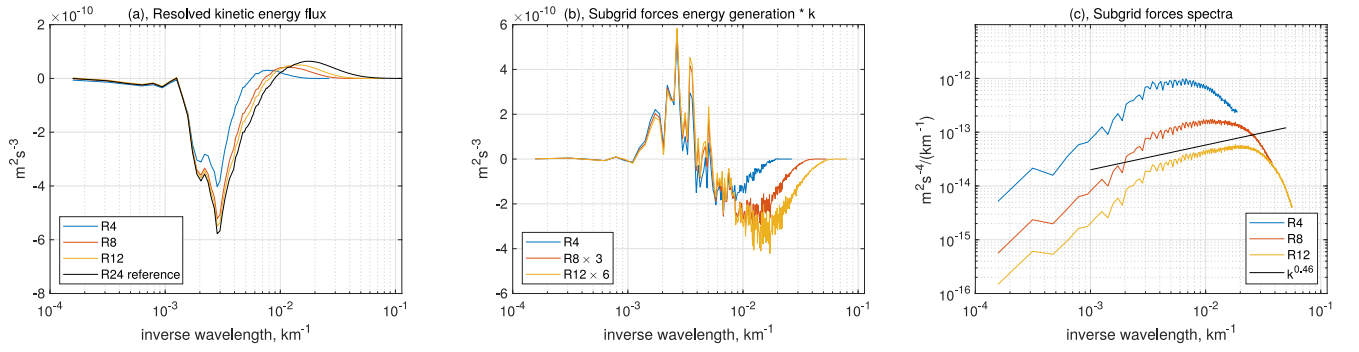 (a), Resolved kinetic energy flux
×10⁻¹⁰
2
0
-2
-4
-6
-8
m²s⁻³
R4
R8
R12
R24 reference
10⁻⁴
10⁻³
10⁻²
10⁻¹
inverse wavelength, km⁻¹
(b), Subgrid forces energy generation * k
6 ×10⁻¹⁰
4
2
0
-2
-4
-6
m²s⁻³
R4
R8 × 3
R12 × 6
10⁻⁴
10⁻³
10⁻²
10⁻¹
inverse wavelength, km⁻¹
(c), Subgrid forces spectra
10⁻¹²
10⁻¹³
10⁻¹⁴
10⁻¹⁵
10⁻¹⁶
m²s⁻⁴/(km⁻¹)
R4
R8
R12
k^0.46
10⁻⁴
10⁻³
10⁻²
10⁻¹
inverse wavelength, km⁻¹